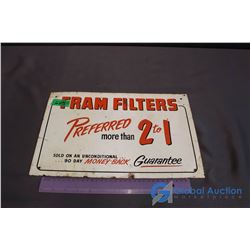 FRAM FILTERS
PREFERRED
more than 2 to 1
SOLD ON AN UNCONDITIONAL...
...90 DAY MONEY BACK Guarantee
Global Auction
marketplace